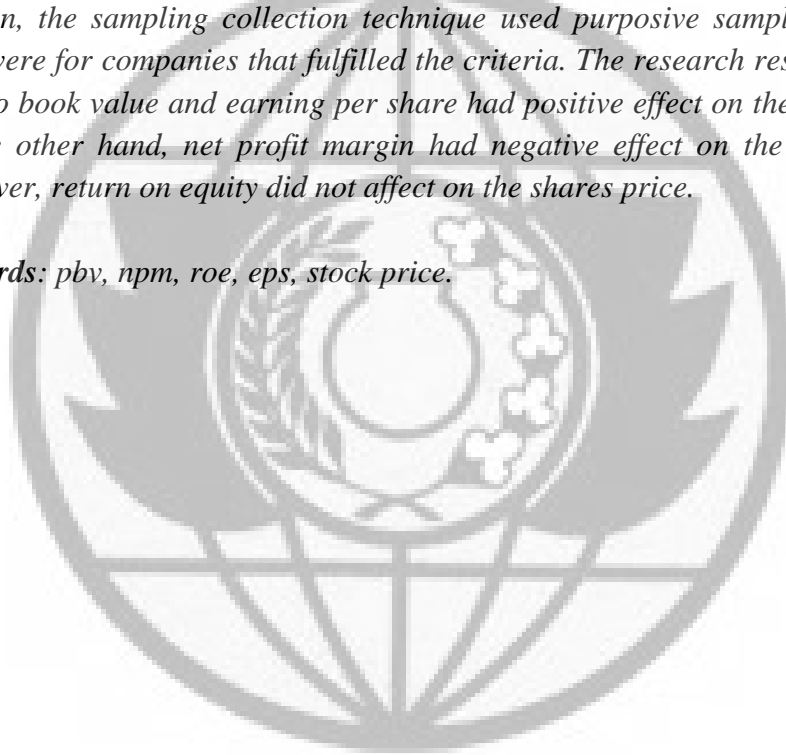 n, the sampling collection technique used purposive sampl
were for companies that fulfilled the criteria. The research res
o book value and earning per share had positive effect on the
e other hand, net profit margin had negative effect on the
ver, return on equity did not affect on the shares price.
rds: pbv, npm, roe, eps, stock price.